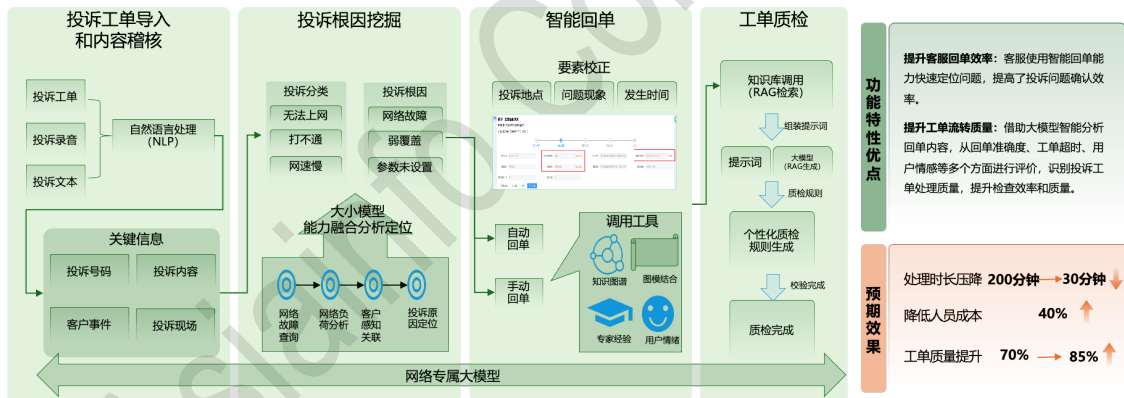 投诉工单导入
和内容稽核
投诉工单
投诉录音
投诉文本
自然语言处理
（NLP）
关键信息
投诉号码
投诉内容
客户事件
投诉现场
投诉根因挖掘
投诉分类
无法上网
打不通
网速慢
投诉根因
网络故障
弱覆盖
参数未设置
大小模型
能力融合分析定位
网络
故障
查询
网络负
荷分析
客户
感知
关联
投诉原
因定位
智能回单
要素校正
投诉地点
问题现象
发生时间
自动
回单
手动
回单
调用工具
知识图谱
图模结合
专家经验
用户情绪
工单质检
知识库调用
（RAG检索）
组装提示词
提示词
大模型
（RAG生成）
质检规则
个性化质检
规则生成
校验完成
质检完成
网络专属大模型
功能特性优点
提升客服回单效率：客服使用智能回单能
力快速定位问题，提高了投诉问题确认效
率。
提升工单流转质量：借助大模型智能分析
回单内容，从回单准确度、工单超时、用
户情感等多个方面进行评价，识别投诉工
单处理质量，提升检查效率和质量。
预期效果
处理时长压降 200分钟 30分钟
降低人员成本 40%
工单质量提升 70% 85%